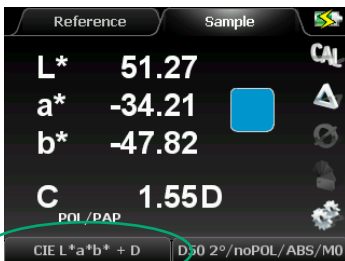 Reference Sample
CAL
L* 51.27
a* -34.21
b* -47.82
C 1.55D
POL/PAP
CIE L*a*b* + D D50 2°/noPOL/ABS/M0